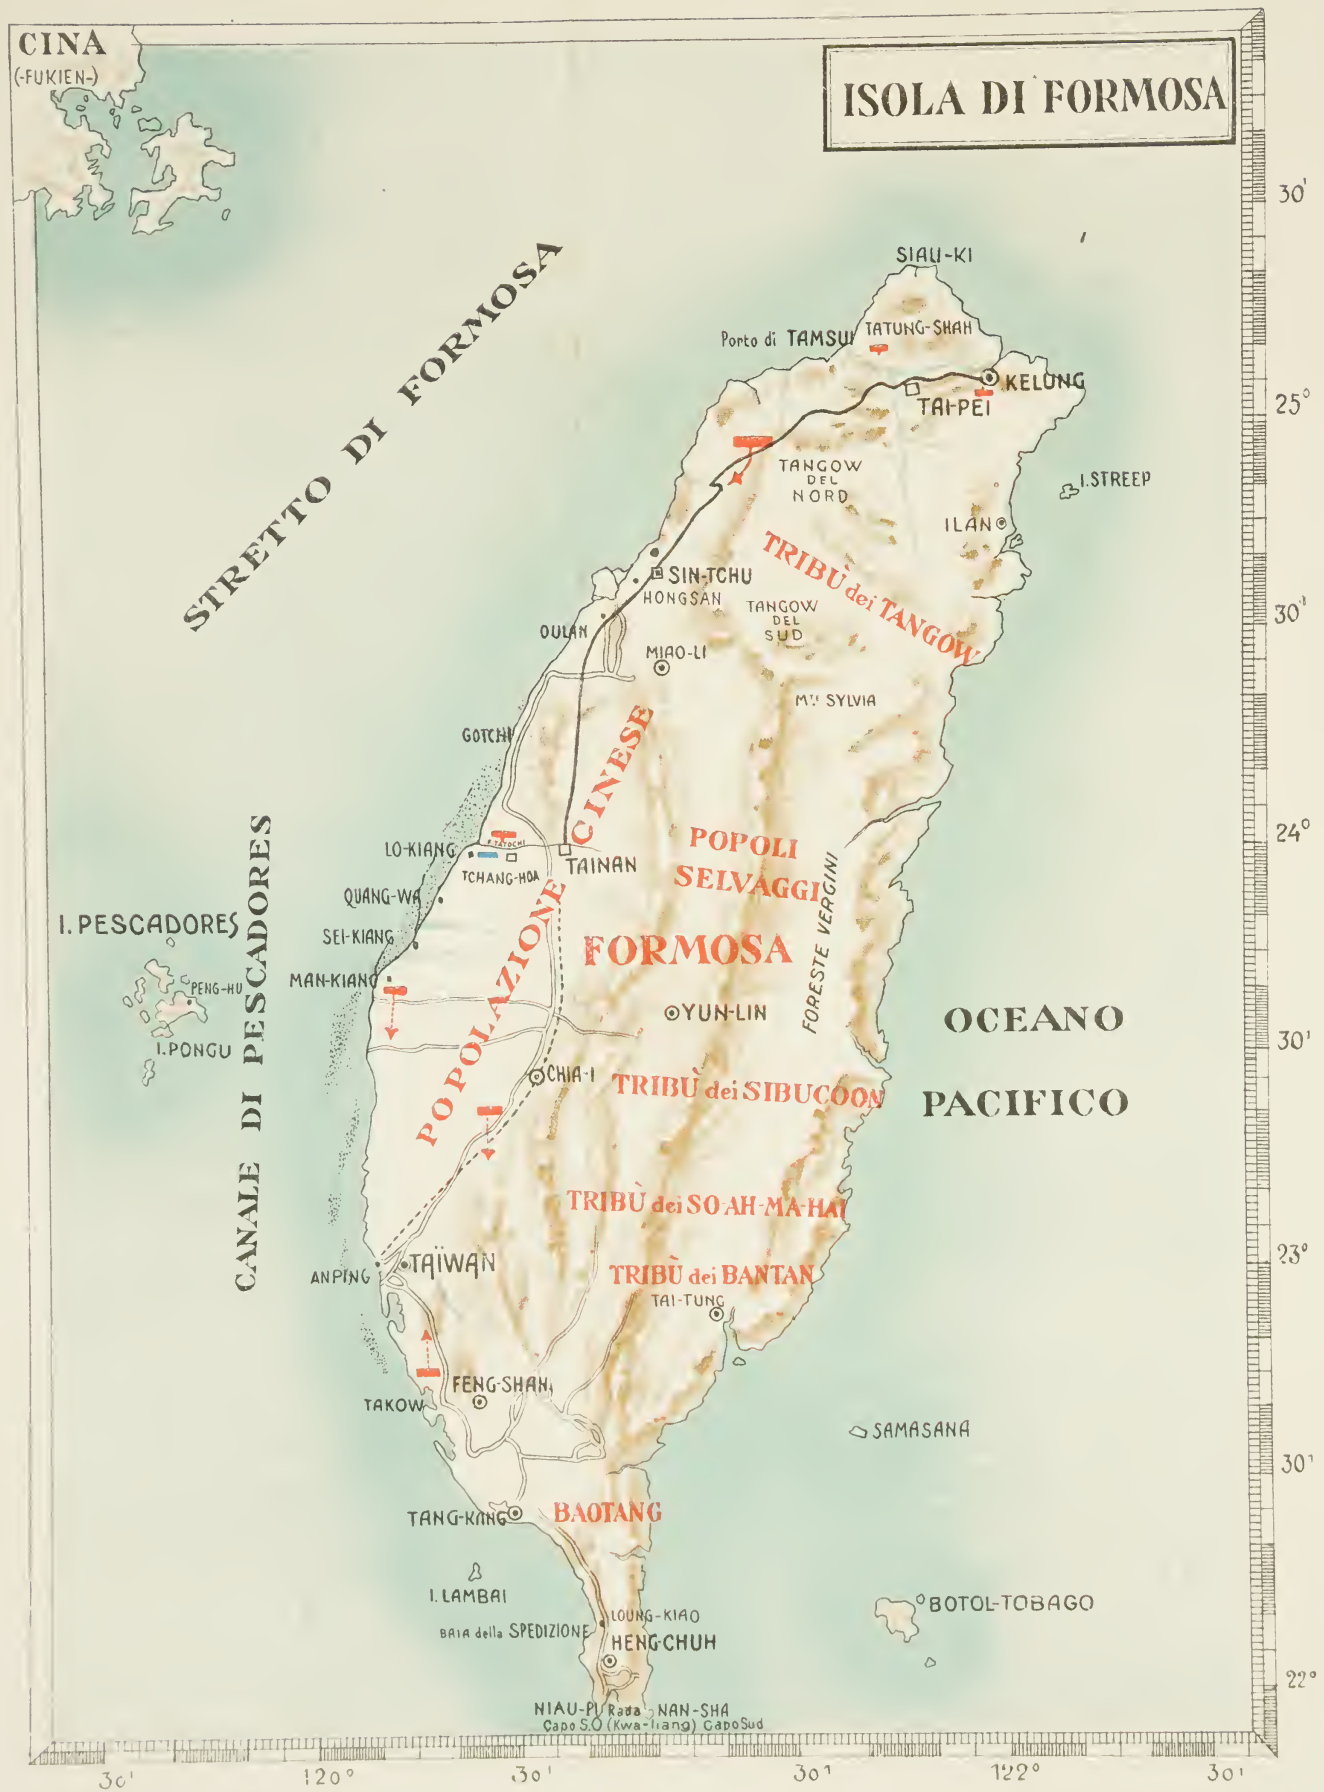 CINA
(-FUKIEN-)
ISOLA DI FORMOSA
30'
SIAU-KI
STRETTO DI FORMOSA
Porto di TAMSUI
TATUNG-SHAH
KELUNG
TAI-PEI
25°
TANGOW
DEL
NORD
I.STREEP
ILAN
TRIBÙ dei TANGOW
SIN-TCHU
HONGSAN
TANGOW
DEL
SUD
30'
OULAN
MIAO-LI
Mti SYLVIA
GOTCHI
POPOLAZIONE CINESE
24°
LO-KIANG
F. TATOCHI
TCHANG-HOA
TAINAN
POPOLI
SELVAGGI
FORESTE VERGINI
QUANG-WA
I. PESCADORES
SEI-KIANG
FORMOSA
MAN-KIANG
PENG-HU
I.PONGU
CANALE DI PESCADORES
YUN-LIN
OCEANO
PACIFICO
30'
CHIA-I
TRIBÙ dei SIBUCOON
TRIBÙ dei SO-AH-MA-HAI
ANPING
TAÏWAN
23°
TRIBÙ dei BANTAN
TAI-TUNG
FENG-SHAN
TAKOW
SAMASANA
30'
TANG-KANG
BAOTANG
I. LAMBAI
BOTOL-TOBAGO
LOUNG-KIAO
BAIA della SPEDIZIONE
HENG-CHUH
22°
NIAU-PI Rada NAN-SHA
Capo S.O (Kwa-liang) Capo Sud
30' 120° 30' 30' 122° 30'